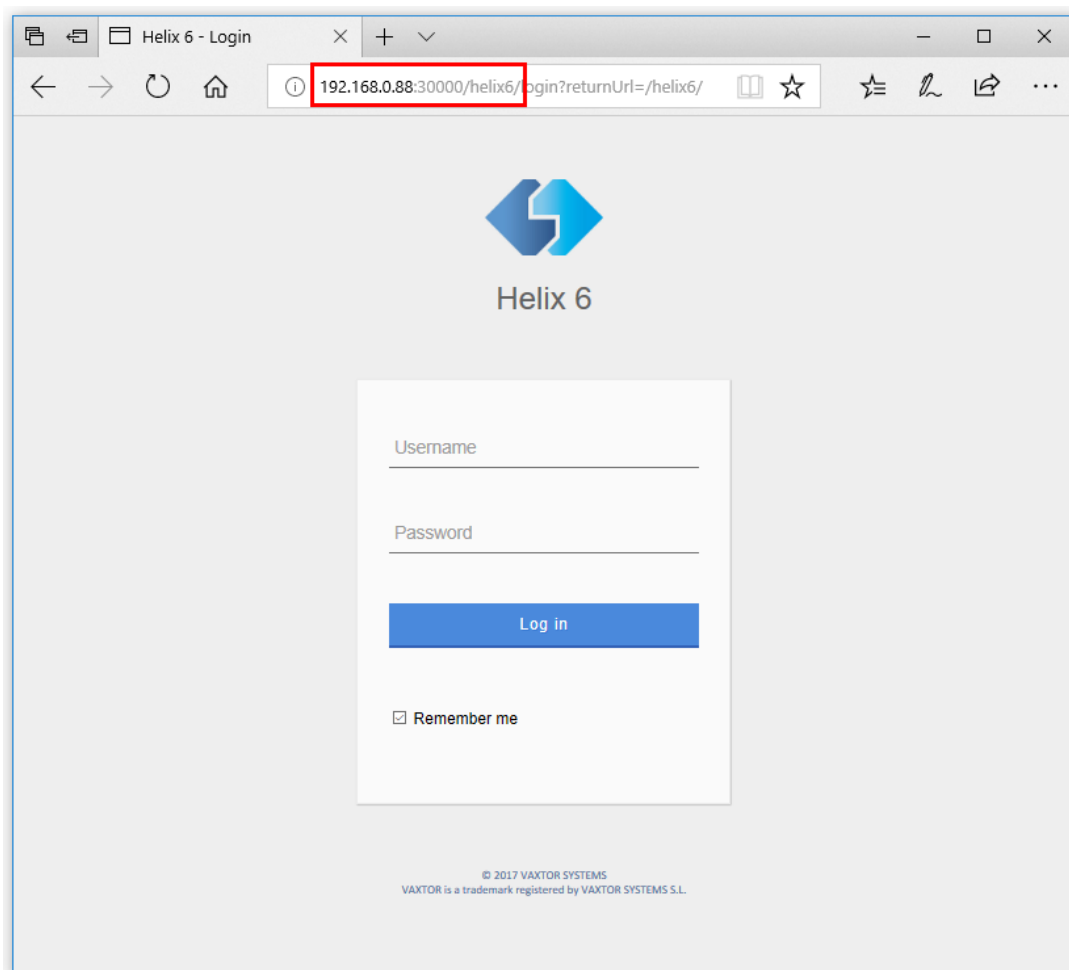 Helix 6 - Login
192.168.0.88:30000/helix6/login?returnUrl=/helix6/
Helix 6
Username
Password
Log in
Remember me
© 2017 VAXTOR SYSTEMS
VAXTOR is a trademark registered by VAXTOR SYSTEMS S.L.